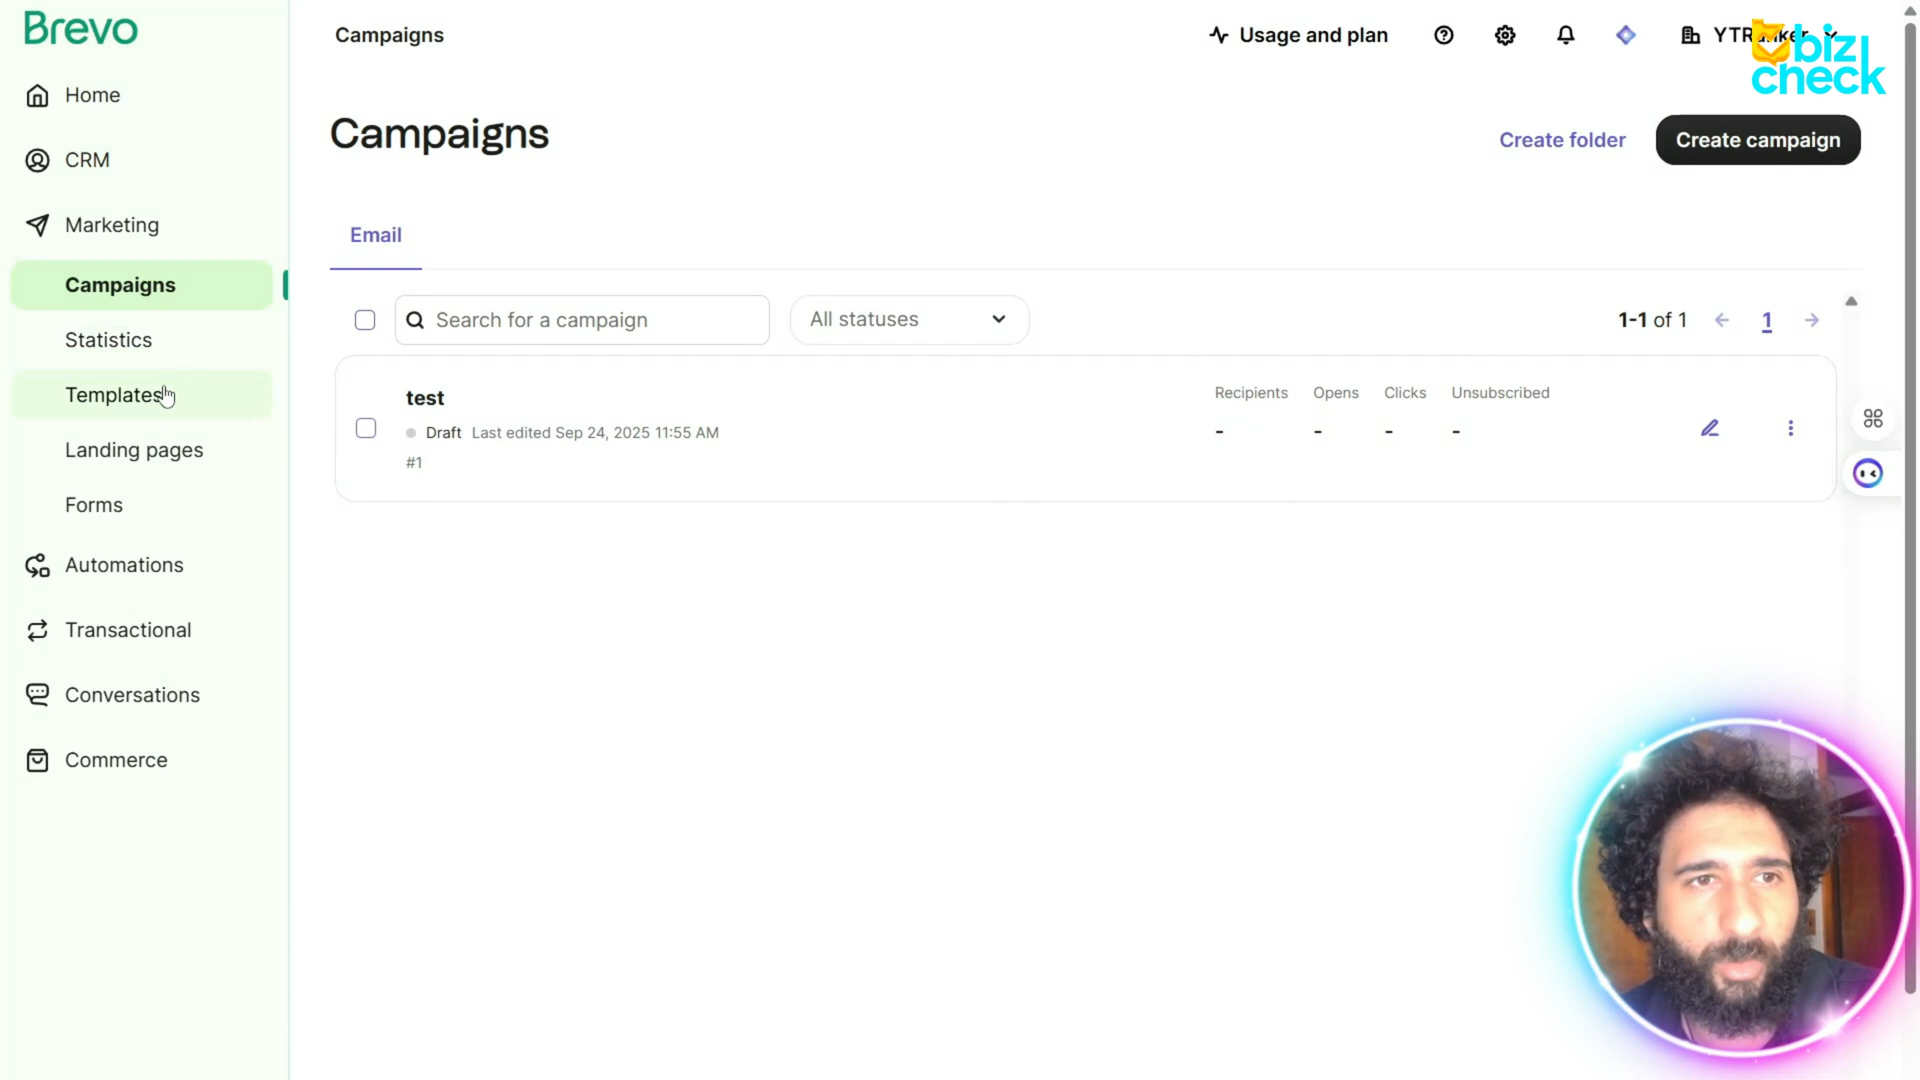 Brevo
Home
CRM
Marketing
Campaigns
Statistics
Templates
Landing pages
Forms
Automations
Transactional
Conversations
Commerce
Campaigns
Usage and plan
biz
check
Campaigns
Create folder
Create campaign
Email
Search for a campaign
All statuses
1-1 of 1
1
test
Draft Last edited Sep 24, 2025 11:55 AM
#1
Recipients Opens Clicks Unsubscribed
- - - -